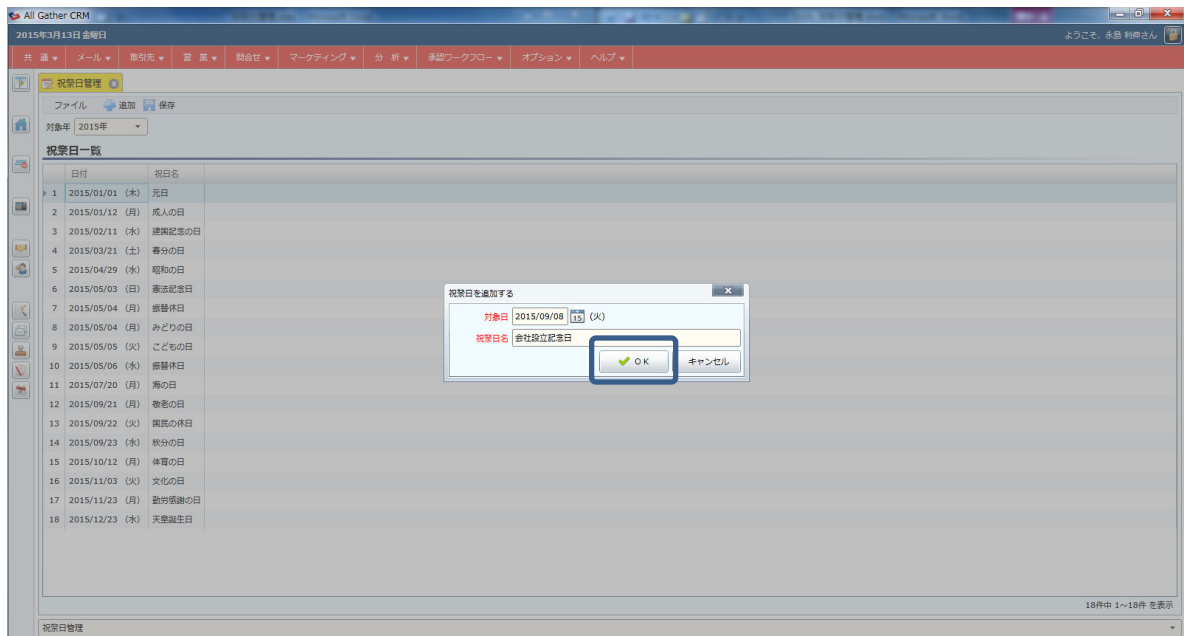 All Gather CRM
2015年3月13日 金曜日
ようこそ、永島 利伸さん
共 通 メール 取引先 営 業 問合せ マーケティング 分 析 承認ワークフロー オプション ヘルプ
祝祭日管理
ファイル 追加 保存
対象年 2015年
祝祭日一覧
日付 祝日名
1 2015/01/01 (木) 元日
2 2015/01/12 (月) 成人の日
3 2015/02/11 (水) 建国記念の日
4 2015/03/21 (土) 春分の日
5 2015/04/29 (水) 昭和の日
6 2015/05/03 (日) 憲法記念日
7 2015/05/04 (月) 振替休日
8 2015/05/04 (月) みどりの日
9 2015/05/05 (火) こどもの日
10 2015/05/06 (水) 振替休日
11 2015/07/20 (月) 海の日
12 2015/09/21 (月) 敬老の日
13 2015/09/22 (火) 国民の休日
14 2015/09/23 (水) 秋分の日
15 2015/10/12 (月) 体育の日
16 2015/11/03 (火) 文化の日
17 2015/11/23 (月) 勤労感謝の日
18 2015/12/23 (水) 天皇誕生日
祝祭日を追加する
対象日 2015/09/08 15 (火)
祝祭日名 会社設立記念日
OK キャンセル
18件中 1～18件 を表示
祝祭日管理